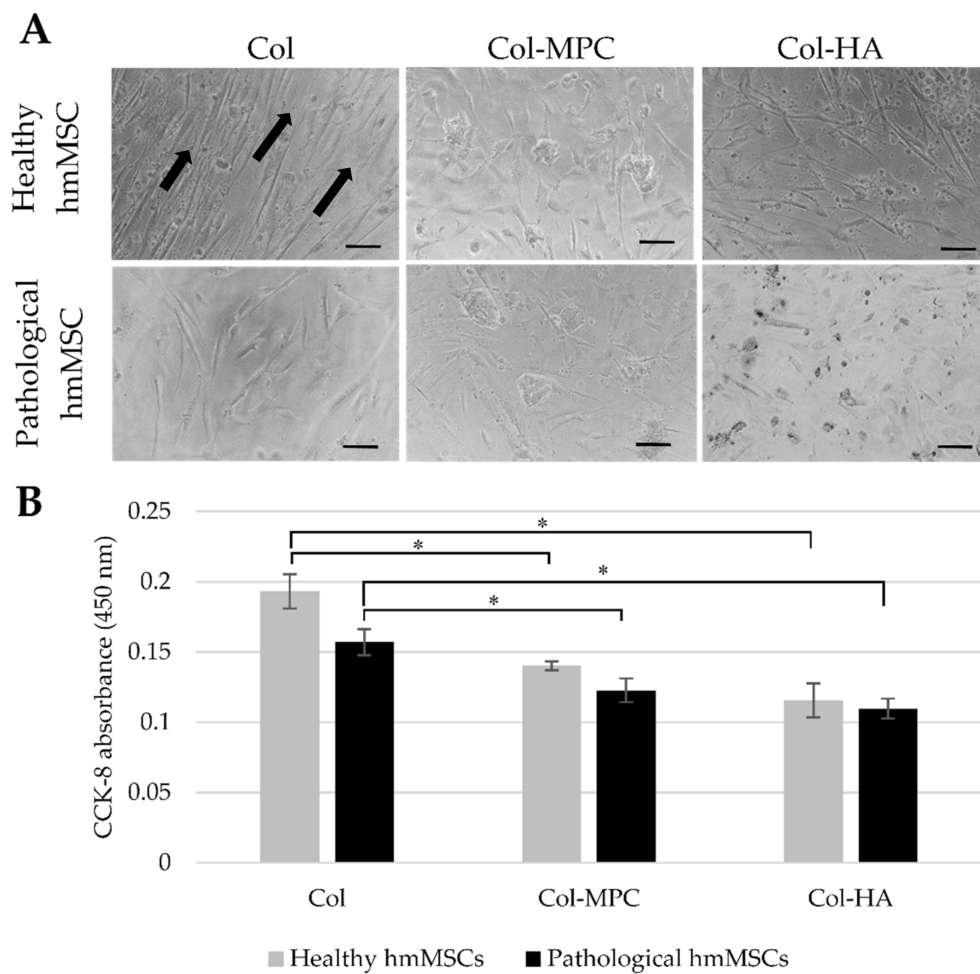 A
Col
Col-MPC
Col-HA
Healthy
hmMSC
Pathological
hmMSC
B
CCK-8 absorbance (450 nm)
0.25
0.2
0.15
0.1
0.05
0
*
*
*
*
Col
Col-MPC
Col-HA
Healthy hmMSCs
Pathological hmMSCs